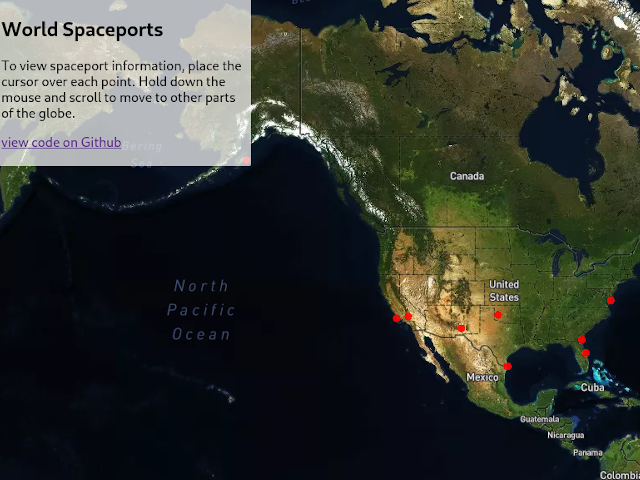 World Spaceports
To view spaceport information, place the
cursor over each point. Hold down the
mouse and scroll to move to other parts
of the globe.
view code on Github
Bering
Sea
Canada
North
Pacific
Ocean
United
States
Mexico
Cuba
Guatemala
Nicaragua
Panama